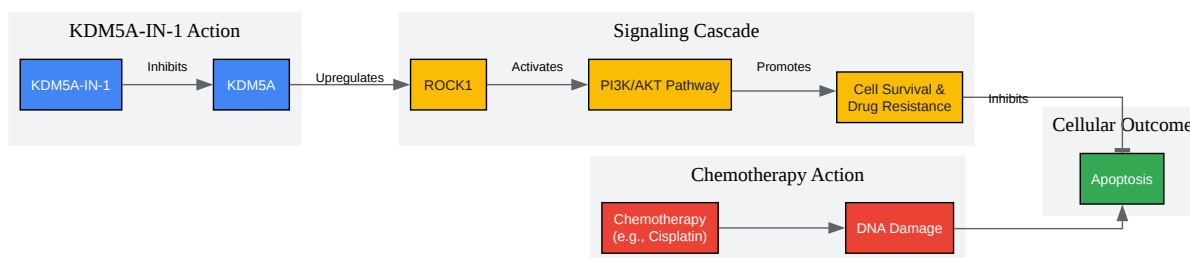 KDM5A-IN-1 Action
KDM5A-IN-1
Inhibits
KDM5A
Upregulates
Signaling Cascade
ROCK1
Activates
PI3K/AKT Pathway
Promotes
Cell Survival &
Drug Resistance
Inhibits
Cellular Outcome
Apoptosis
Chemotherapy Action
Chemotherapy
(e.g., Cisplatin)
DNA Damage